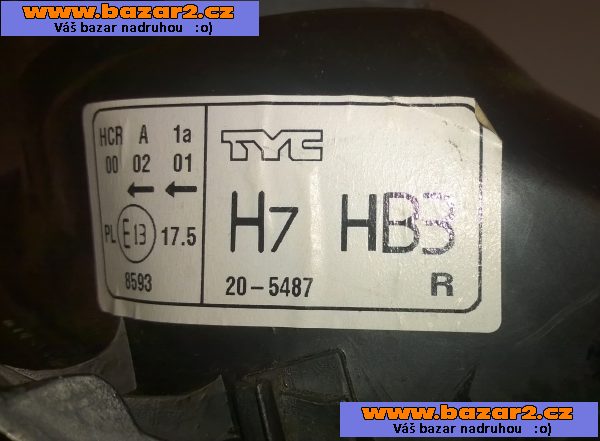 www.bazar2.cz
Váš bazar nadruhou :o)
HCR A 1a
00 02 01
PL E13 17.5
8593
TYC
H7 HB3
20-5487 R
www.bazar2.cz
Váš bazar nadruhou :o)